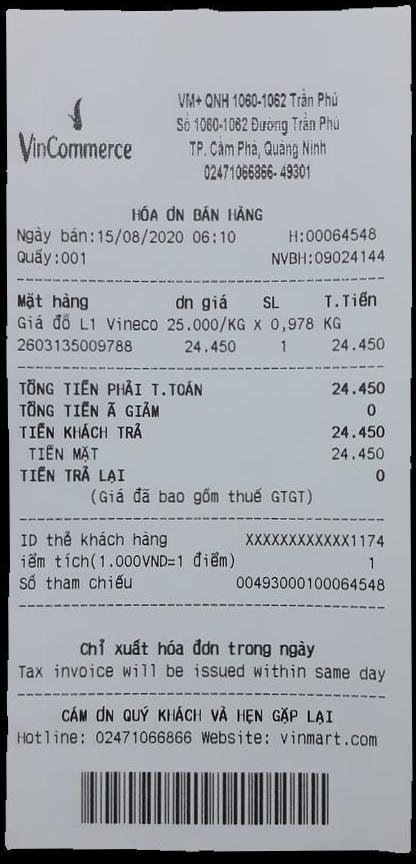 VinCommerce
VM+ QNH 1060-1062 Trần Phú
Số 1060-1062 Đường Trần Phú
TP. Cẩm Phả, Quảng Ninh
02471066866- 49301
HÓA ƠN BÁN HÀNG
Ngày bán:15/08/2020 06:10 H:00064548
Quầy:001 NVBH:09024144
Mặt hàng ơn giá SL T.Tiền
Giá đỗ L1 Vineco 25.000/KG x 0,978 KG
2603135009788 24.450 1 24.450
TỔNG TIỀN PHẢI T.TOÁN 24.450
TỔNG TIỀN Ã GIẢM 0
TIỀN KHÁCH TRẢ 24.450
TIỀN MẶT 24.450
TIỀN TRẢ LẠI 0
(Giá đã bao gồm thuế GTGT)
ID thẻ khách hàng XXXXXXXXXXXX1174
iểm tích(1.000VND=1 điểm) 1
Số tham chiếu 00493000100064548
Chỉ xuất hóa đơn trong ngày
Tax invoice will be issued within same day
CẢM ƠN QUÝ KHÁCH VÀ HẸN GẶP LẠI
Hotline: 02471066866 Website: vinmart.com